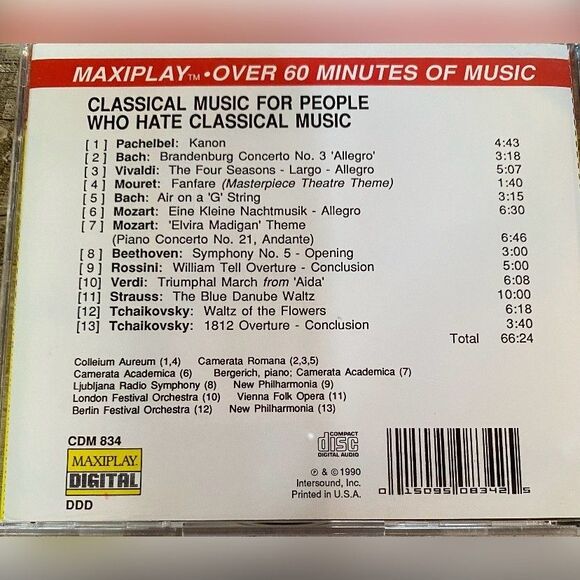 MAXIPLAY™ • OVER 60 MINUTES OF MUSIC
CLASSICAL MUSIC FOR PEOPLE
WHO HATE CLASSICAL MUSIC
[1] Pachelbel: Kanon 4:43
[2] Bach: Brandenburg Concerto No. 3 'Allegro' 3:18
[3] Vivaldi: The Four Seasons - Largo - Allegro 5:07
[4] Mouret: Fanfare (Masterpiece Theatre Theme) 1:40
[5] Bach: Air on a 'G' String 3:15
[6] Mozart: Eine Kleine Nachtmusik - Allegro 6:30
[7] Mozart: 'Elvira Madigan' Theme
(Piano Concerto No. 21, Andante) 6:46
[8] Beethoven: Symphony No. 5 - Opening 3:00
[9] Rossini: William Tell Overture - Conclusion 5:00
[10] Verdi: Triumphal March from 'Aida' 6:08
[11] Strauss: The Blue Danube Waltz 10:00
[12] Tchaikovsky: Waltz of the Flowers 6:18
[13] Tchaikovsky: 1812 Overture - Conclusion 3:40
Total 66:24
Colleium Aureum (1,4) Camerata Romana (2,3,5)
Camerata Academica (6) Bergerich, piano; Camerata Academica (7)
Ljubljana Radio Symphony (8) New Philharmonia (9)
London Festival Orchestra (10) Vienna Folk Opera (11)
Berlin Festival Orchestra (12) New Philharmonia (13)
CDM 834
MAXIPLAY
DIGITAL
DDD
COMPACT
disc
DIGITAL AUDIO
℗ & © 1990
Intersound, Inc.
Printed in U.S.A.
0 15095 08342 5